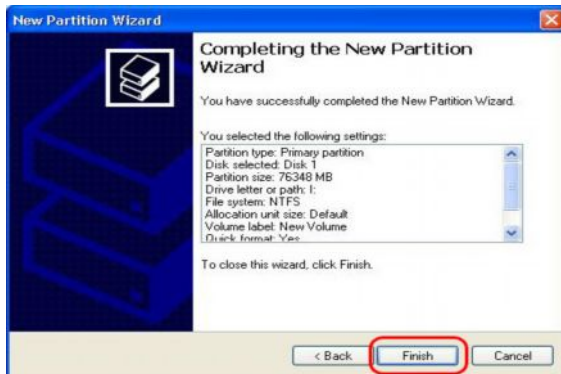 New Partition Wizard
Completing the New Partition
Wizard
You have successfully completed the New Partition Wizard.
You selected the following settings:
Partition type: Primary partition
Disk selected: Disk 1
Partition size: 76348 MB
Drive letter or path: I:
File system: NTFS
Allocation unit size: Default
Volume label: New Volume
Quick format: Yes
To close this wizard, click Finish.
< Back
Finish
Cancel